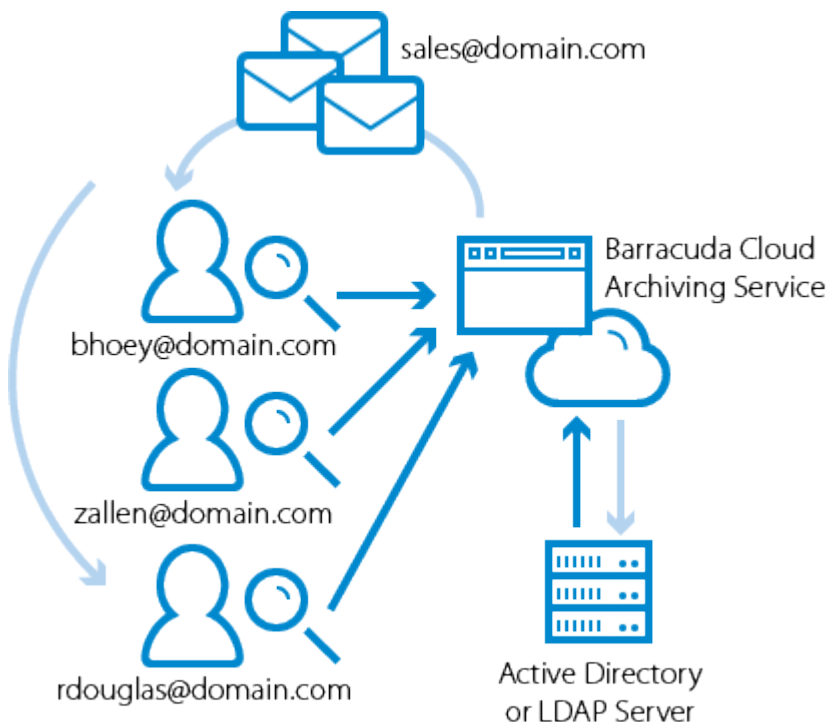 sales@domain.com
Barracuda Cloud
Archiving Service
bhoey@domain.com
zallen@domain.com
rdouglas@domain.com
Active Directory
or LDAP Server